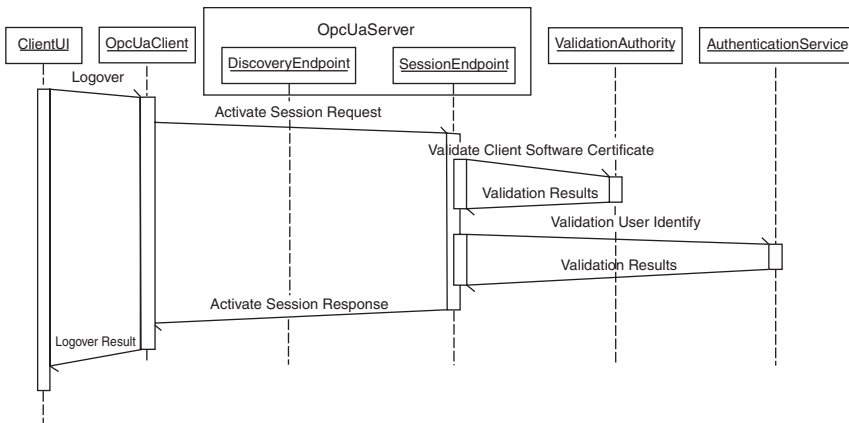 OpcUaServer
ClientUI
OpcUaClient
DiscoveryEndpoint
SessionEndpoint
ValidationAuthority
AuthenticationService
Logover
Activate Session Request
Validate Client Software Certificate
Validation Results
Validation User Identify
Validation Results
Activate Session Response
Logover Result